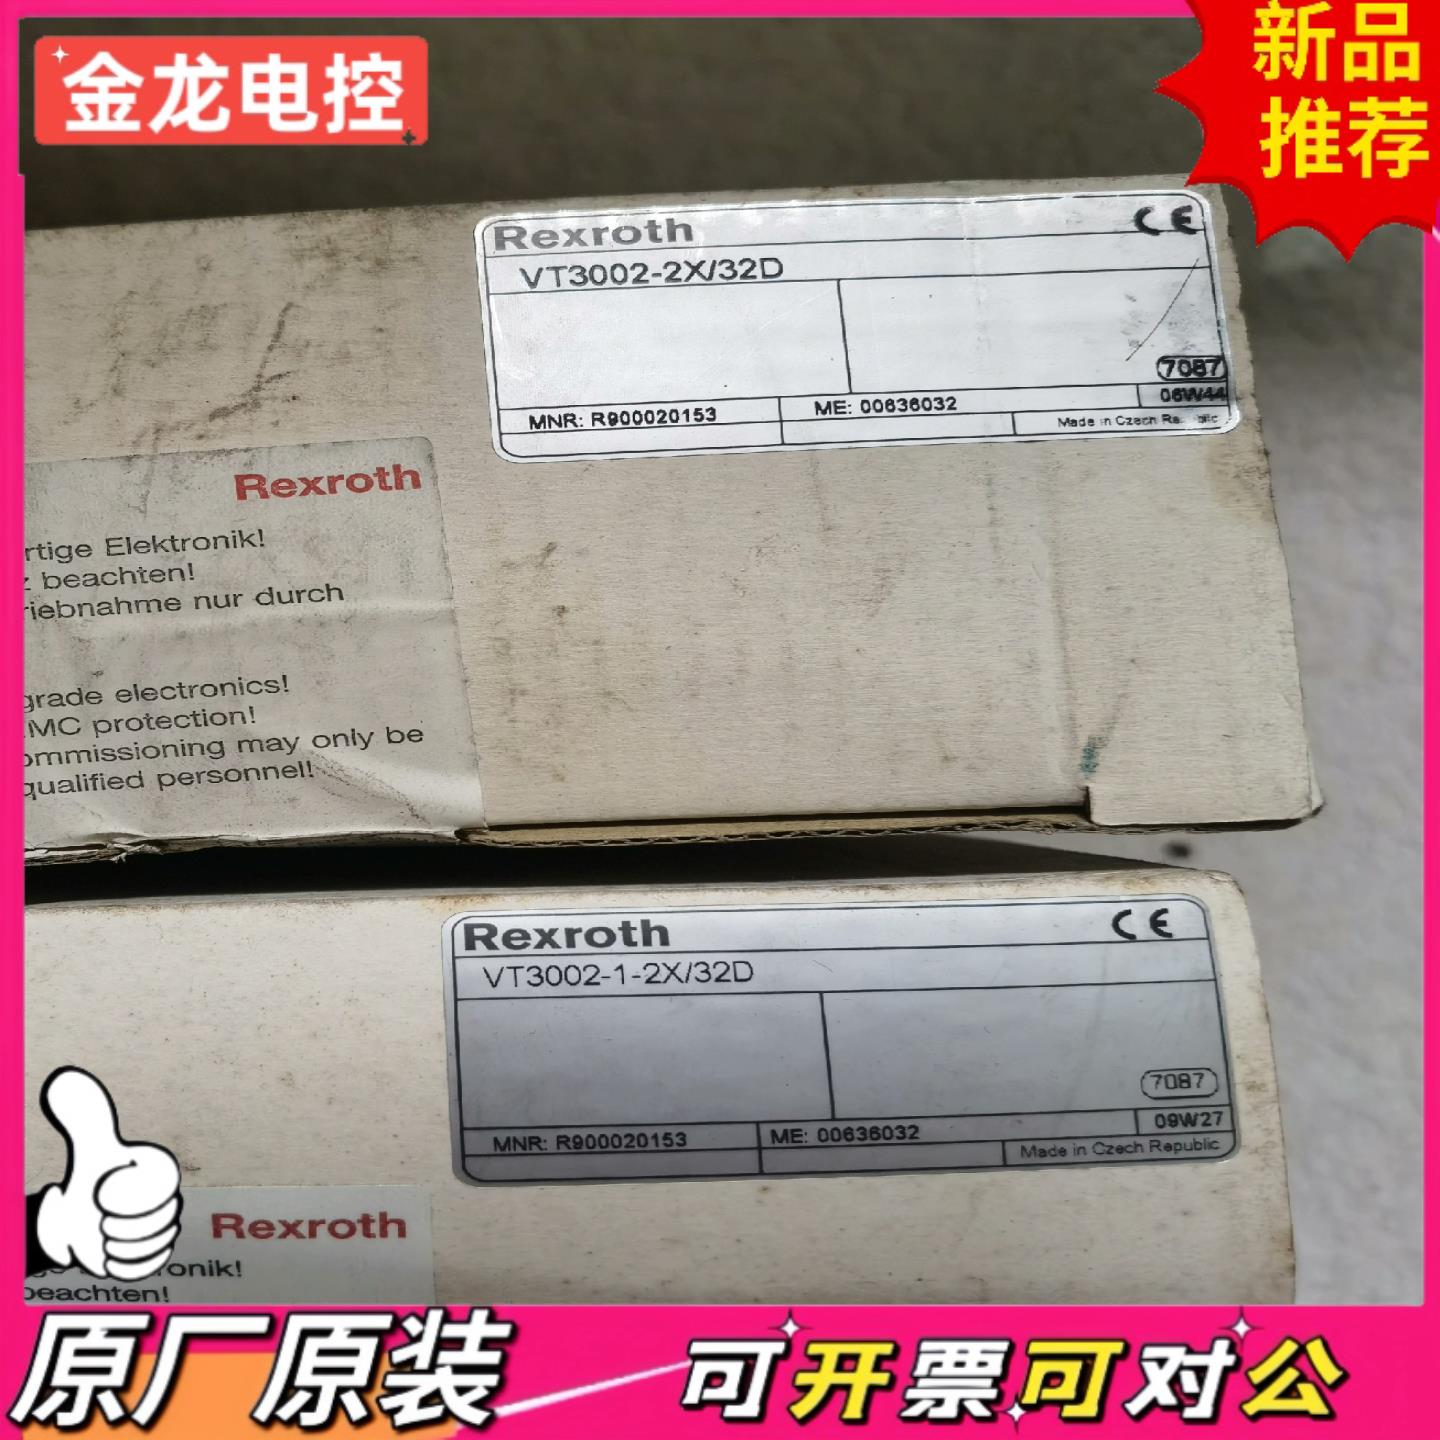 金龙电控
新品
推荐
Rexroth
CE
VT3002-2X/32D
7087
06W44
MNR: R900020153
ME: 00636032
Made in Czech
Rexroth
rtige Elektronik!
beachten!
riebnahme nur durch
grade electronics!
MC protection!
ommissioning may only be
qualified personnel!
Rexroth
CE
VT3002-1-2X/32D
7087
09W27
MNR: R900020153
ME: 00636032
Made in Czech Republic
Rexroth
onik!
beachten!
原厂原装
可开票可对公